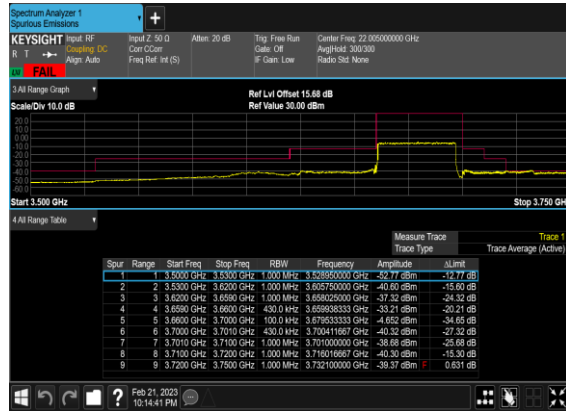 Spectrum Analyzer 1
Spurious Emissions
+
KEYSIGHT Input: RF Input Z: 50 Ω Atten: 20 dB Trig: Free Run Center Freq: 22.005000000 GHz
R T Coupling: DC Corr CCorr Gate: Off Avg|Hold: 300/300
Align: Auto Freq Ref: Int (S) IF Gain: Low Radio Std: None
FAIL
3 All Range Graph Ref Lvl Offset 15.68 dB
Scale/Div 10.0 dB Ref Value 30.00 dBm
20.0
10.0
0.00
-10.0
-20.0
-30.0
-40.0
-50.0
-60.0
Start 3.500 GHz Stop 3.750 GH
4 All Range Table
Measure Trace Trace 1
Trace Type Trace Average (Active)
Spur Range Start Freq Stop Freq RBW Frequency Amplitude ΔLimit
1 1 3.5000 GHz 3.5300 GHz 1.000 MHz 3.528950000 GHz -52.77 dBm -12.77 dB
2 2 3.5300 GHz 3.6200 GHz 1.000 MHz 3.605750000 GHz -40.60 dBm -15.60 dB
3 3 3.6200 GHz 3.6590 GHz 1.000 MHz 3.658025000 GHz -37.32 dBm -24.32 dB
4 4 3.6590 GHz 3.6600 GHz 430.0 kHz 3.659938333 GHz -33.21 dBm -20.21 dB
5 5 3.6600 GHz 3.7000 GHz 100.0 kHz 3.679533333 GHz -4.652 dBm -34.65 dB
6 6 3.7000 GHz 3.7010 GHz 430.0 kHz 3.700411667 GHz -40.32 dBm -27.32 dB
7 7 3.7010 GHz 3.7100 GHz 1.000 MHz 3.701000000 GHz -38.68 dBm -25.68 dB
8 8 3.7100 GHz 3.7200 GHz 1.000 MHz 3.716016667 GHz -40.30 dBm -15.30 dB
9 9 3.7200 GHz 3.7500 GHz 1.000 MHz 3.732100000 GHz -39.37 dBm F 0.631 dB
? Feb 21, 2023
10:14:41 PM